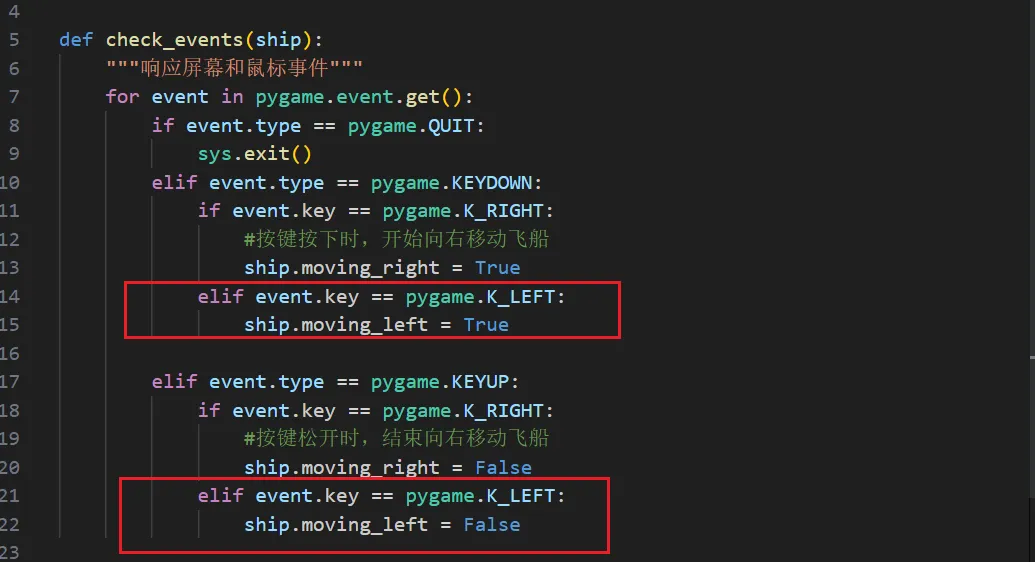 4
5 def check_events(ship):
6 """响应屏幕和鼠标事件"""
7 for event in pygame.event.get():
8 if event.type == pygame.QUIT:
9 sys.exit()
10 elif event.type == pygame.KEYDOWN:
11 if event.key == pygame.K_RIGHT:
12 #按键按下时，开始向右移动飞船
13 ship.moving_right = True
14 elif event.key == pygame.K_LEFT:
15 ship.moving_left = True
16
17 elif event.type == pygame.KEYUP:
18 if event.key == pygame.K_RIGHT:
19 #按键松开时，结束向右移动飞船
20 ship.moving_right = False
21 elif event.key == pygame.K_LEFT:
22 ship.moving_left = False
23